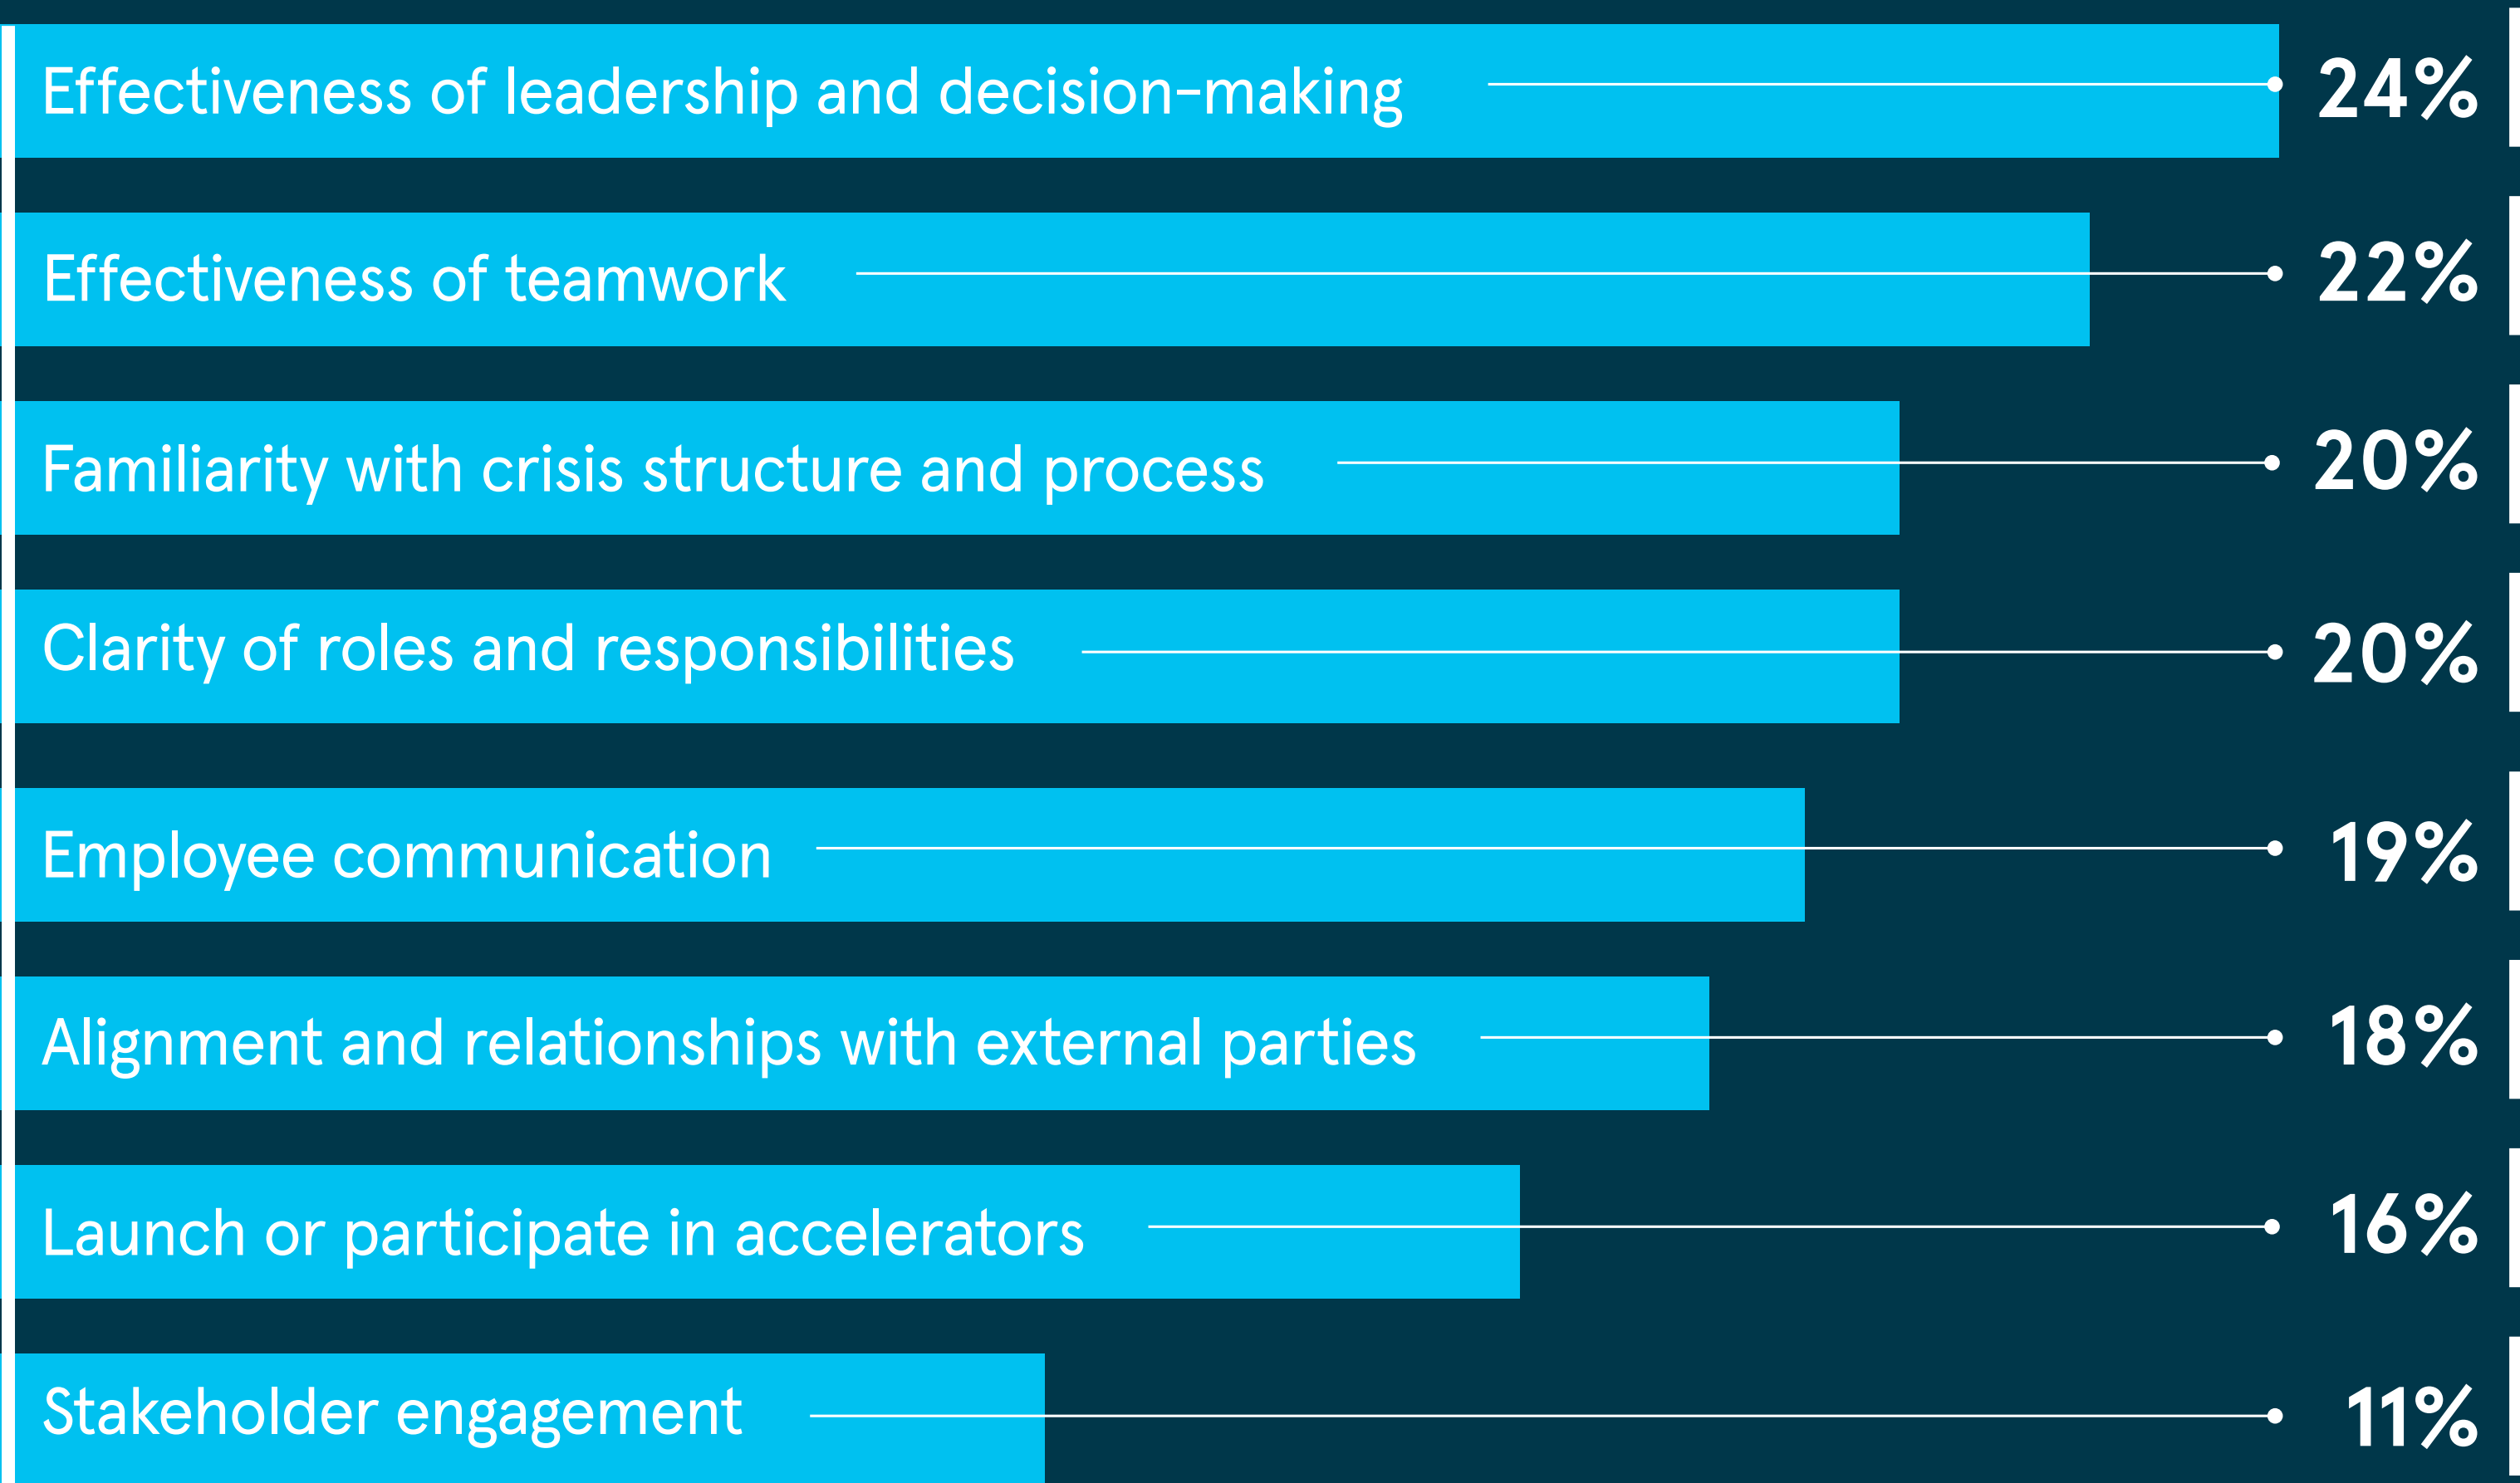 Effectiveness of leadership and decision-making 24%
Effectiveness of teamwork 22%
Familiarity with crisis structure and process 20%
Clarity of roles and responsibilities 20%
Employee communication 19%
Alignment and relationships with external parties 18%
Launch or participate in accelerators 16%
Stakeholder engagement 11%